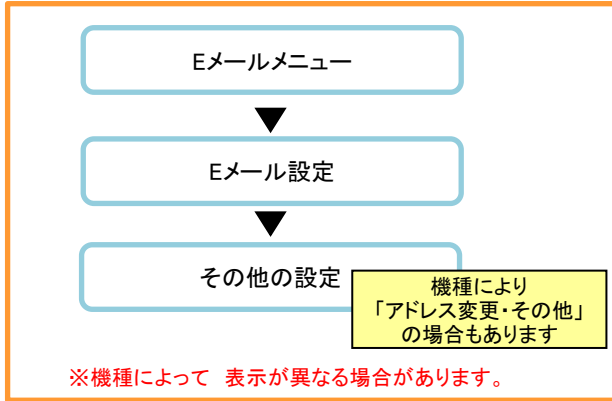 Eメールメニュー
Eメール設定
その他の設定
機種により
「アドレス変更・その他」
の場合もあります
※機種によって 表示が異なる場合があります。